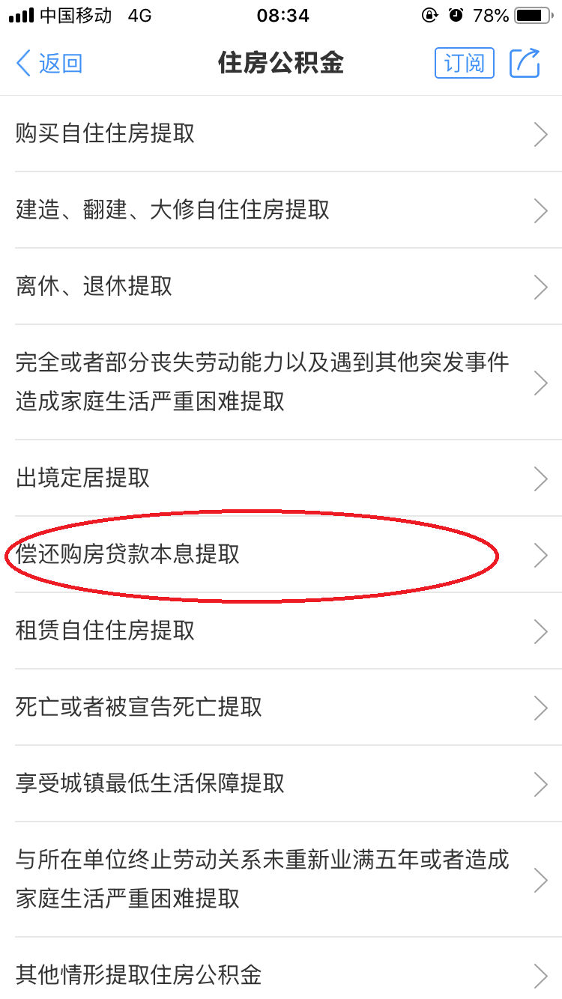 中国移动 4G 08:34 78%
返回 住房公积金 订阅
购买自住住房提取
建造、翻建、大修自住住房提取
离休、退休提取
完全或者部分丧失劳动能力以及遇到其他突发事件
造成家庭生活严重困难提取
出境定居提取
偿还购房贷款本息提取
租赁自住住房提取
死亡或者被宣告死亡提取
享受城镇最低生活保障提取
与所在单位终止劳动关系未重新业满五年或者造成
家庭生活严重困难提取
其他情形提取住房公积金